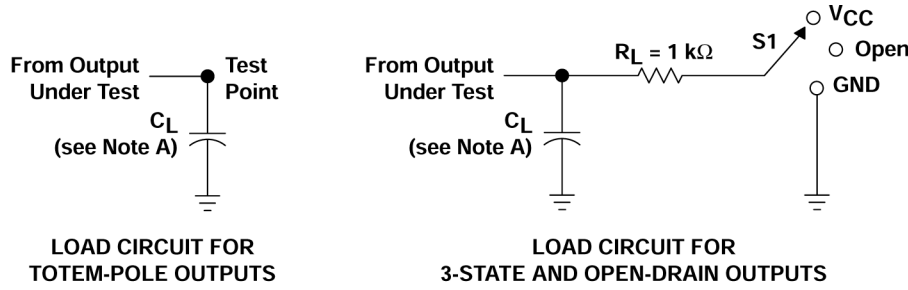 From Output
Under Test
Test
Point
CL
(see Note A)
LOAD CIRCUIT FOR
TOTEM-POLE OUTPUTS
From Output
Under Test
RL = 1 kΩ
S1
VCC
Open
GND
CL
(see Note A)
LOAD CIRCUIT FOR
3-STATE AND OPEN-DRAIN OUTPUTS